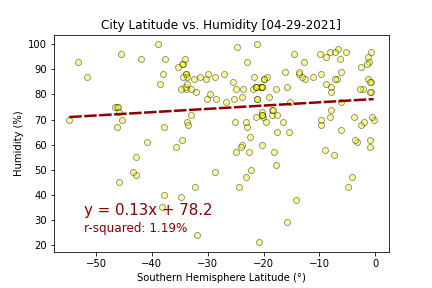 City Latitude vs. Humidity [04-29-2021]
100
90
80
70
60
50
40
30
20
Humidity (%)
y = 0.13x + 78.2
r-squared: 1.19%
−50 −40 −30 −20 −10 0
Southern Hemisphere Latitude (°)